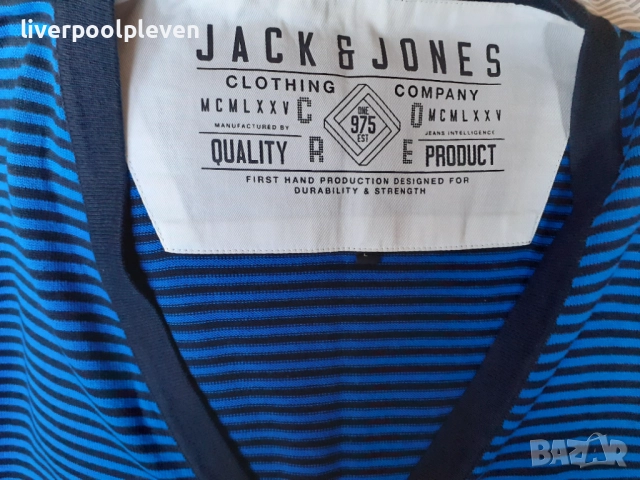 liverpoolpleven
JACK & JONES
CLOTHING COMPANY
MCMLXXV C O MCMLXXV
MANUFACTURED BY JEANS INTELLIGENCE
ONE
975
EST
QUALITY R E PRODUCT
FIRST HAND PRODUCTION DESIGNED FOR
DURABILITY & STRENGTH
L
BAZAR